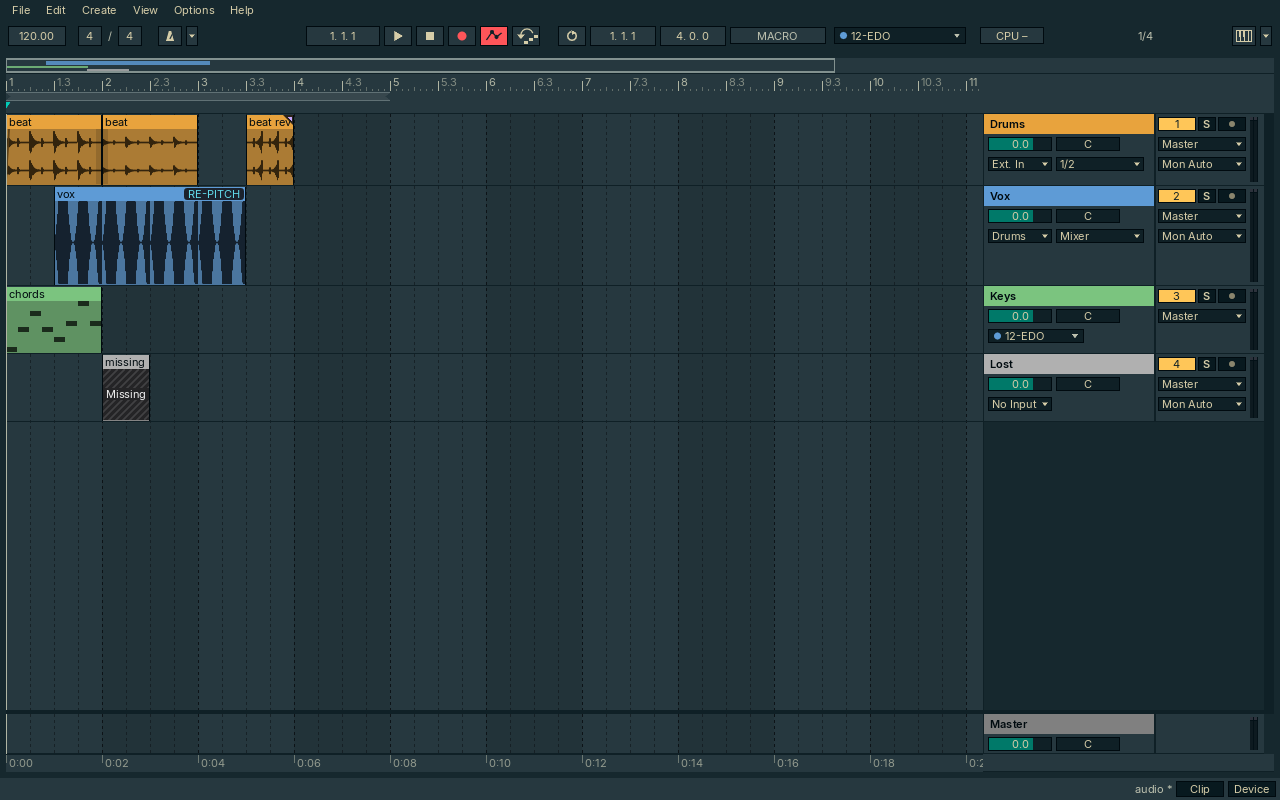 File Edit Create View Options Help
120.00 4 / 4 1. 1. 1 1. 1. 1 4. 0. 0 MACRO 12-EDO CPU – 1/4
1 1.3 2 2.3 3 3.3 4 4.3 5 5.3 6 6.3 7 7.3 8 8.3 9 9.3 10 10.3 11
beat beat beat rev Drums 1 S
0.0 C Master
Ext. In 1/2 Mon Auto
vox RE-PITCH Vox 2 S
0.0 C Master
Drums Mixer Mon Auto
chords Keys 3 S
0.0 C Master
12-EDO
missing Lost 4 S
0.0 C Master
Missing No Input Mon Auto
Master
0.0 C
0:00 0:02 0:04 0:06 0:08 0:10 0:12 0:14 0:16 0:18
audio * Clip Device